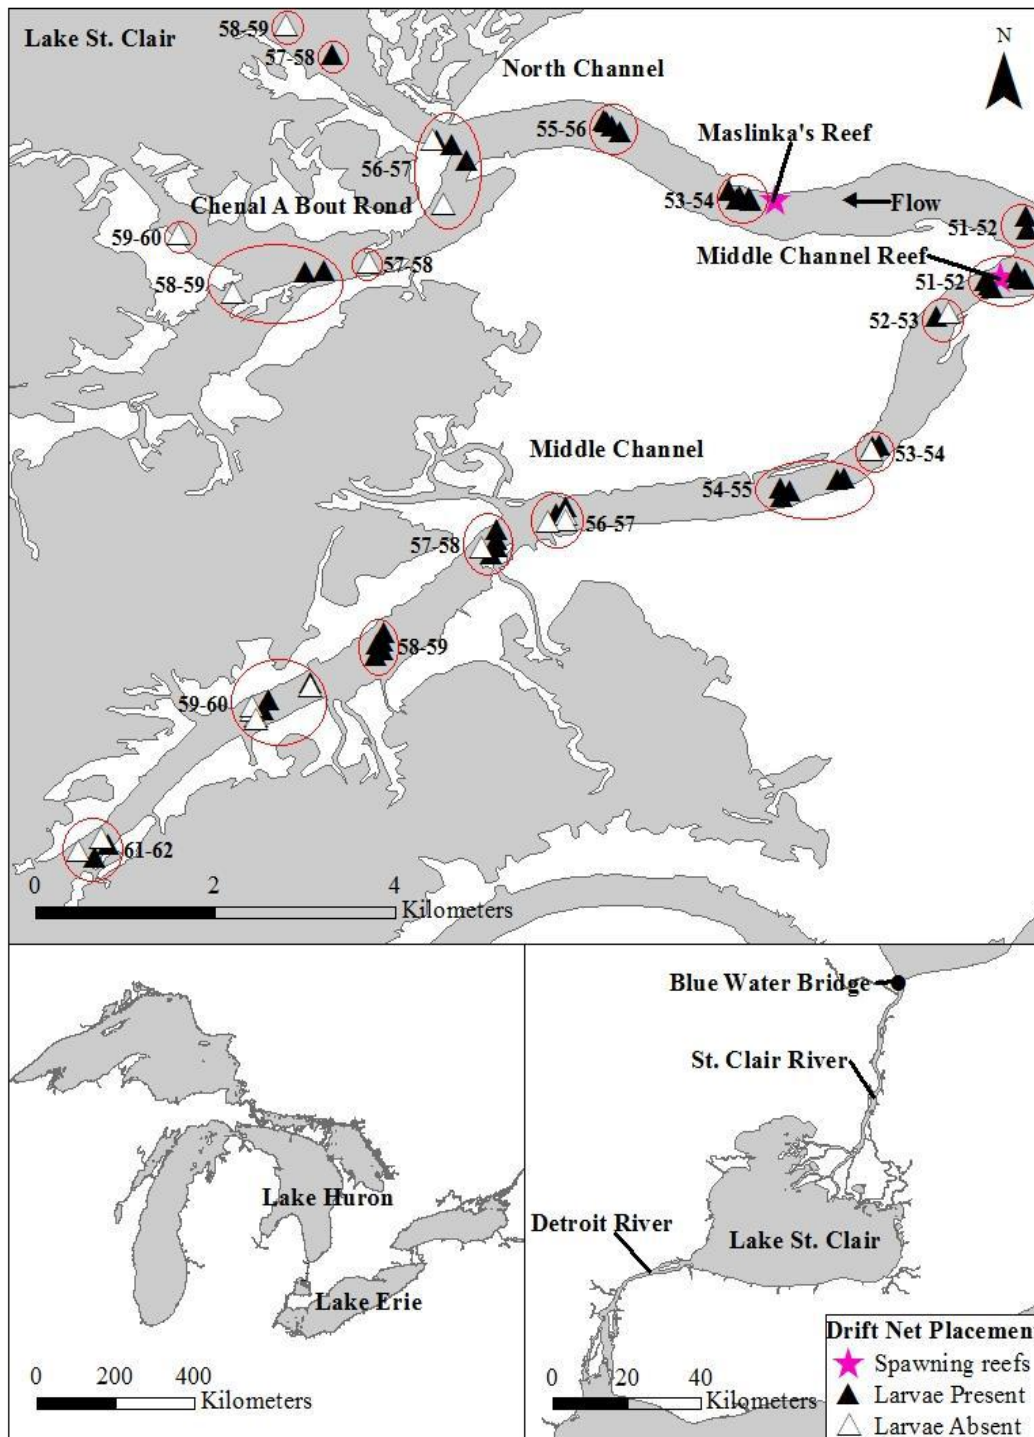 58-59
Lake St. Clair
57-58
North Channel
N
55-56
Maslinka's Reef
56-57
53-54
Chenal A Bout Rond
Flow
51-52
59-60
57-58
Middle Channel Reef
58-59
51-52
52-53
Middle Channel
53-54
54-55
56-57
57-58
58-59
59-60
61-62
0 2 4
Kilometers
Blue Water Bridge
St. Clair River
Lake Huron
Detroit River
Lake St. Clair
Lake Erie
0 200 400
Kilometers
0 20 40
Kilometers
Drift Net Placement
Spawning reefs
Larvae Present
Larvae Absent